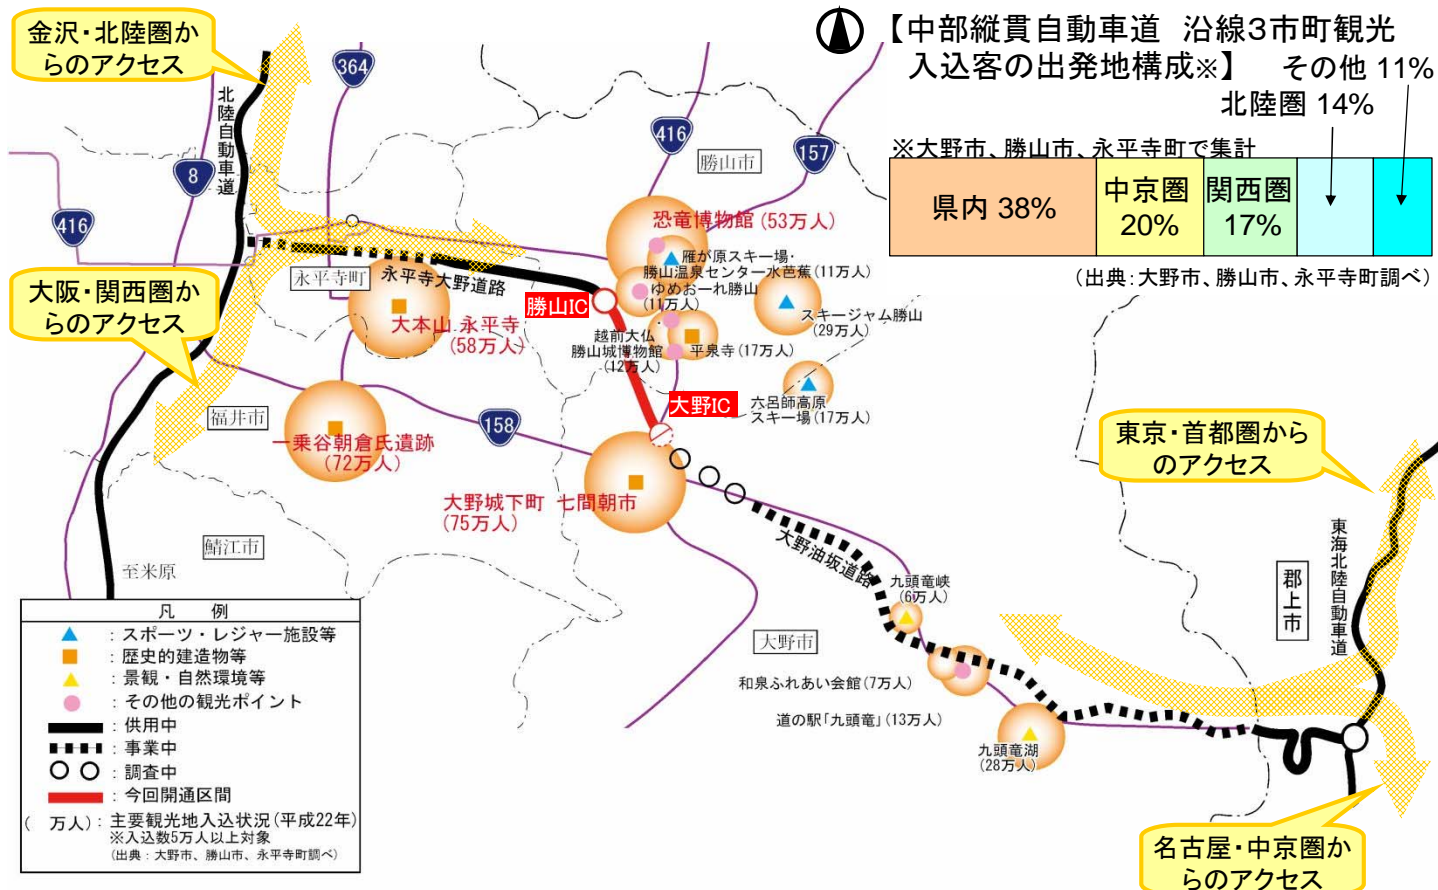 金沢・北陸圏か
らのアクセス
【中部縦貫自動車道 沿線3市町観光
入込客の出発地構成※】
その他 11%
北陸圏 14%
※大野市、勝山市、永平寺町で集計
県内 38%
中京圏
20%
関西圏
17%
(出典:大野市、勝山市、永平寺町調べ)
364
北陸自動車道
8
416
416
157
勝山市
恐竜博物館(53万人)
雁が原スキー場・
勝山温泉センター水芭蕉(11万人)
ゆめおーれ勝山
(11万人)
スキージャム勝山
(29万人)
永平寺町
永平寺大野道路
勝山IC
大阪・関西圏か
らのアクセス
大本山 永平寺
(58万人)
越前大仏
勝山城博物館
(12万人)
平泉寺(17万人)
六呂師高原
スキー場(17万人)
大野IC
福井市
158
一乗谷朝倉氏遺跡
(72万人)
大野城下町 七間朝市
(75万人)
東京・首都圏から
のアクセス
鯖江市
至米原
大野油坂道路
九頭竜峡
(6万人)
東海北陸自動車道
郡上市
大野市
和泉ふれあい会館(7万人)
道の駅「九頭竜」(13万人)
九頭竜湖
(28万人)
名古屋・中京圏か
らのアクセス
凡 例
:スポーツ・レジャー施設等
:歴史的建造物等
:景観・自然環境等
:その他の観光ポイント
:供用中
:事業中
:調査中
:今回開通区間
( 万人):主要観光地入込状況(平成22年)
※入込数5万人以上対象
(出典:大野市、勝山市、永平寺町調べ)